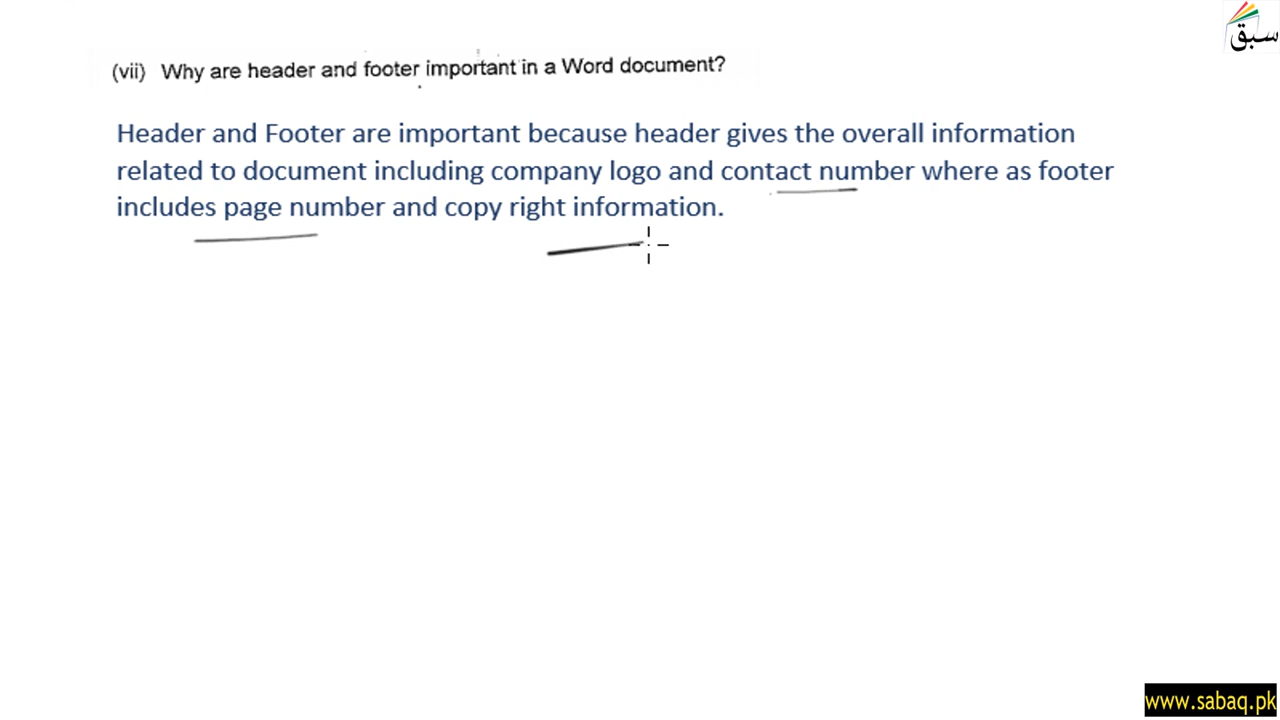 سبق
(vii) Why are header and footer important in a Word document?
Header and Footer are important because header gives the overall information
related to document including company logo and contact number where as footer
includes page number and copy right information.
www.sabaq.pk